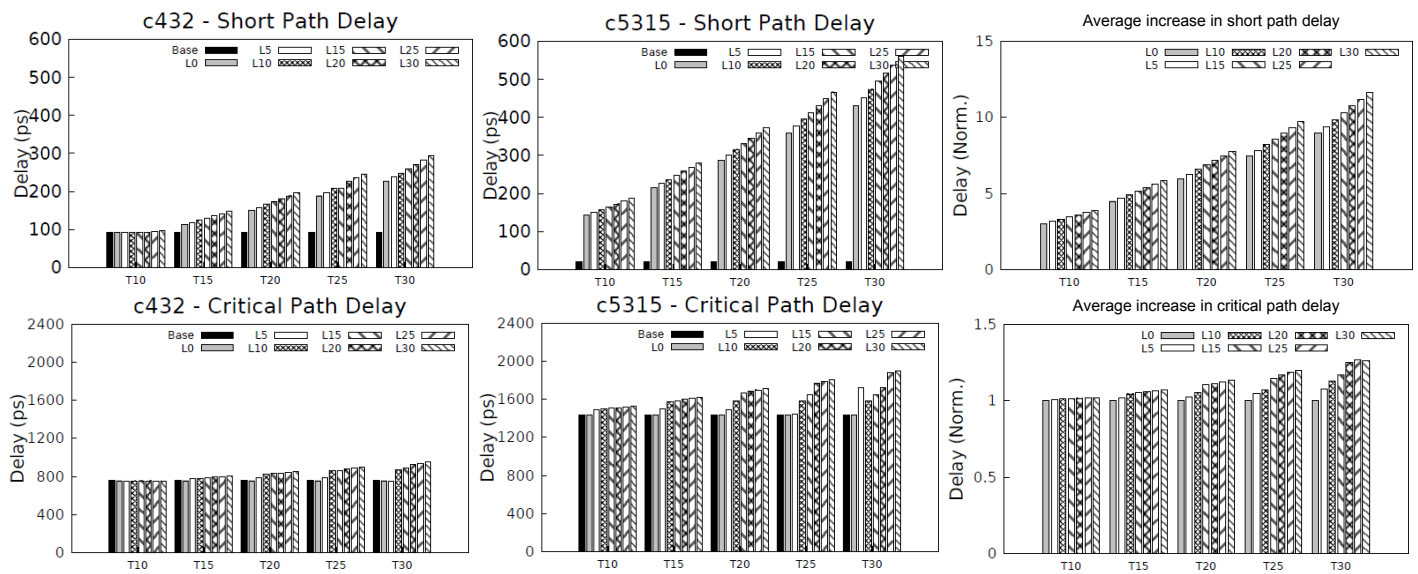 c432 - Short Path Delay
600
500
400
300
200
100
0
Delay (ps)
Base L5 L15 L25
L0 L10 L20 L30
T10 T15 T20 T25 T30
c5315 - Short Path Delay
600
500
400
300
200
100
0
Delay (ps)
Base L5 L15 L25
L0 L10 L20 L30
T10 T15 T20 T25 T30
Average increase in short path delay
15
10
5
0
Delay (Norm.)
L0 L10 L20 L30
L5 L15 L25
T10 T15 T20 T25 T30
c432 - Critical Path Delay
2400
2000
1600
1200
800
400
0
Delay (ps)
Base L5 L15 L25
L0 L10 L20 L30
T10 T15 T20 T25 T30
c5315 - Critical Path Delay
2400
2000
1600
1200
800
400
0
Delay (ps)
Base L5 L15 L25
L0 L10 L20 L30
T10 T15 T20 T25 T30
Average increase in critical path delay
1.5
1
0.5
0
Delay (Norm.)
L0 L10 L20 L30
L5 L15 L25
T10 T15 T20 T25 T30